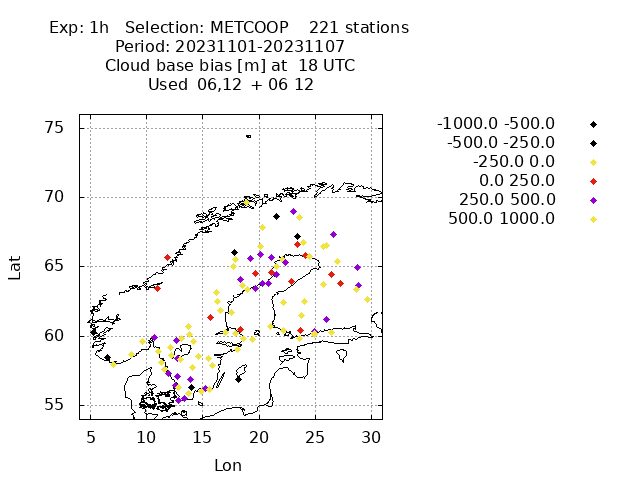 Exp: 1h   Selection: METCOOP    221 stations
Period: 20231101-20231107
Cloud base bias [m] at  18 UTC
Used 06,12 + 06 12
-1000.0 -500.0
-500.0 -250.0
-250.0 0.0
0.0 250.0
250.0 500.0
500.0 1000.0
75
70
65
60
55
Lat
5 10 15 20 25 30
Lon